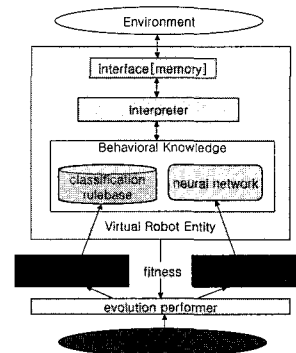 Environment
interface[memory]
interpreter
Behavioral Knowledge
classification
rulebase
neural network
Virtual Robot Entity
fitness
evolution performer